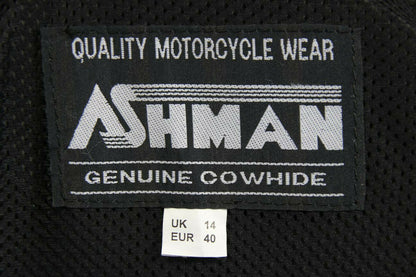 QUALITY MOTORCYCLE WEAR
ASHMAN
GENUINE COWHIDE
UK 14
EUR 40